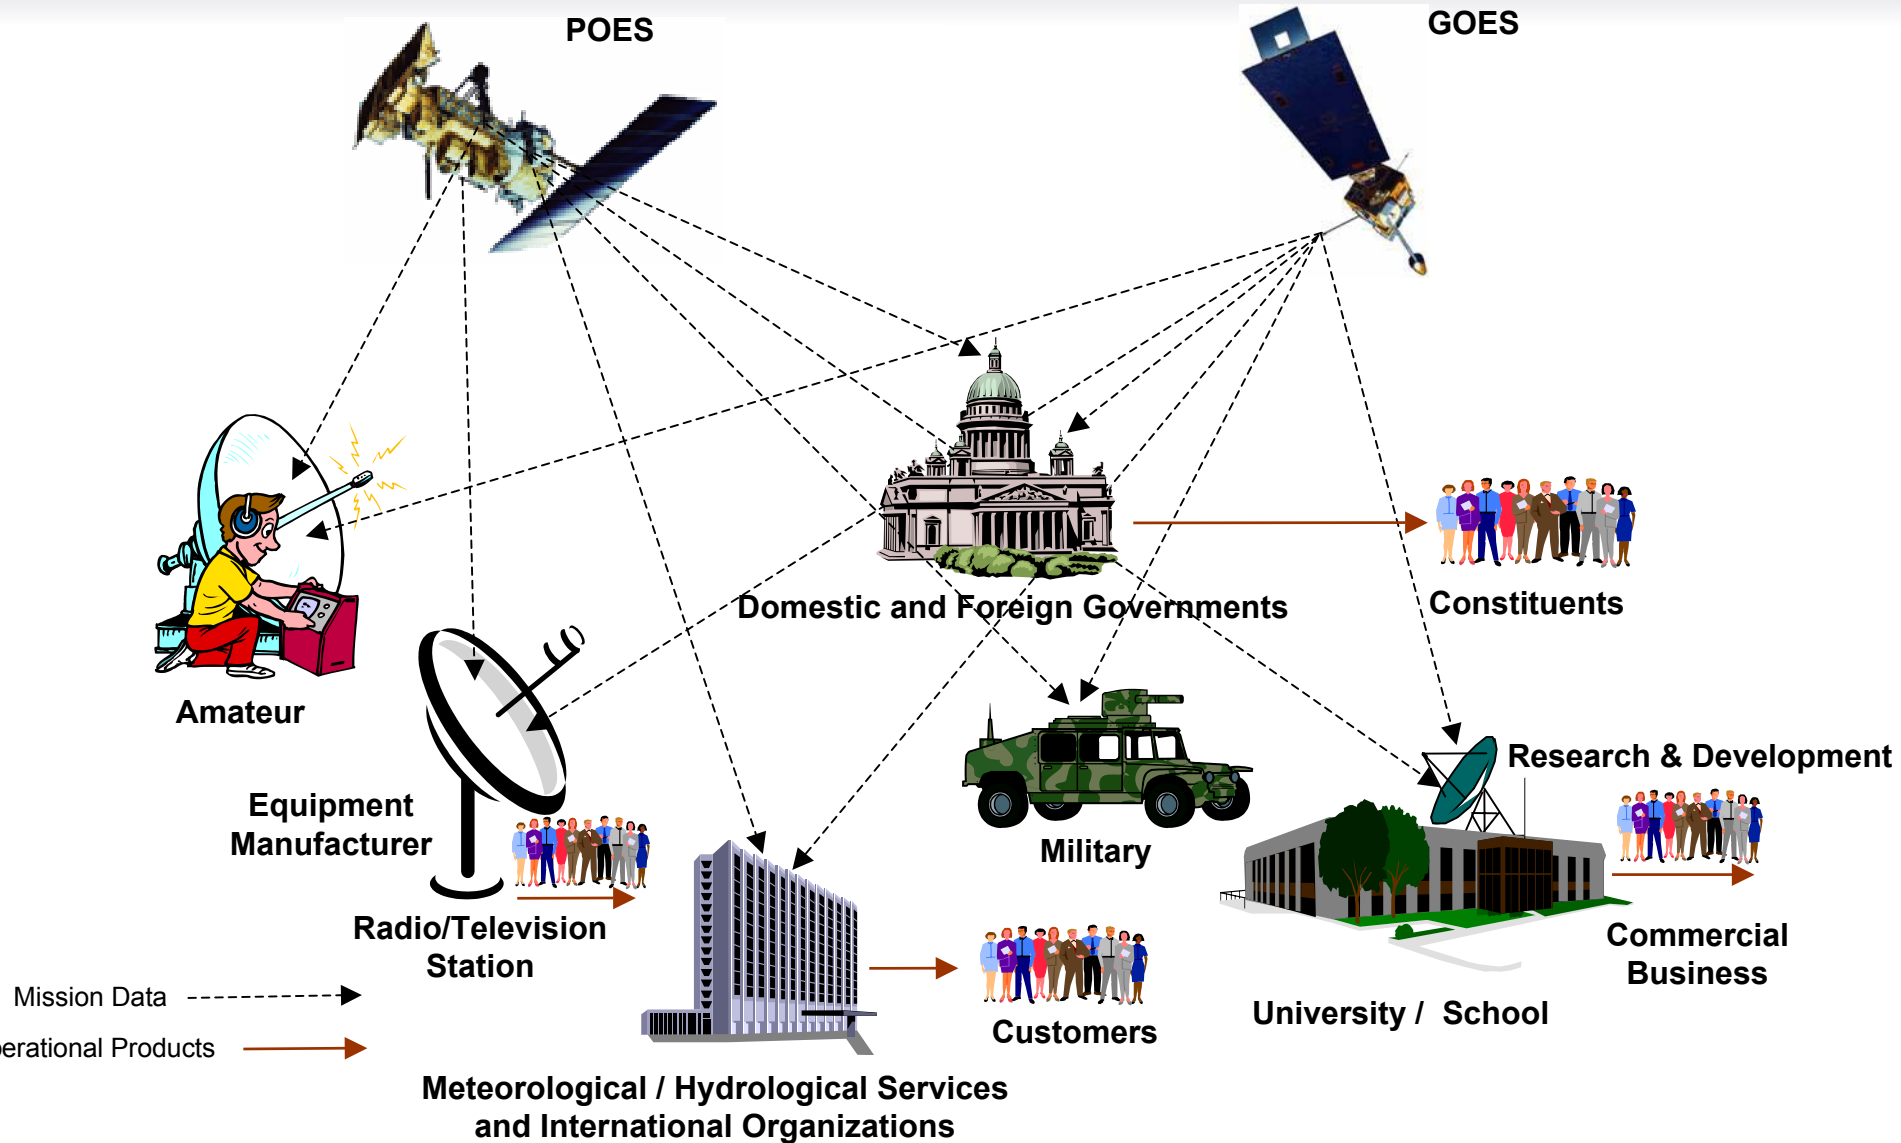 POES
GOES
Domestic and Foreign Governments
Constituents
Amateur
Research & Development
Equipment
Manufacturer
Military
Radio/Television
Station
Commercial
Business
Mission Data
University / School
Customers
perational Products
Meteorological / Hydrological Services
and International Organizations